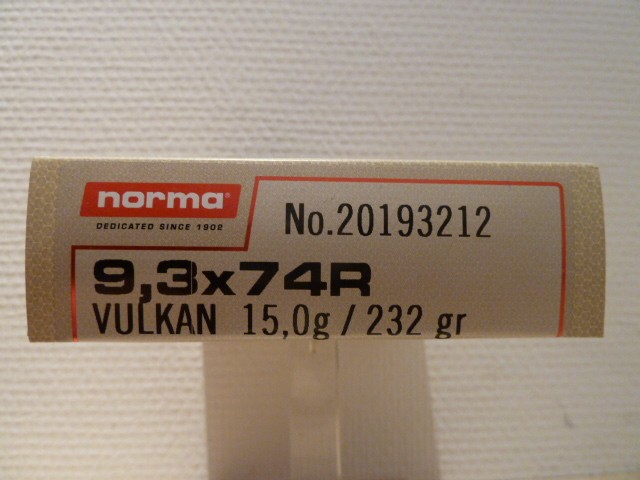 norma
DEDICATED SINCE 1902
No.20193212
9,3x74R
VULKAN 15,0g / 232 gr